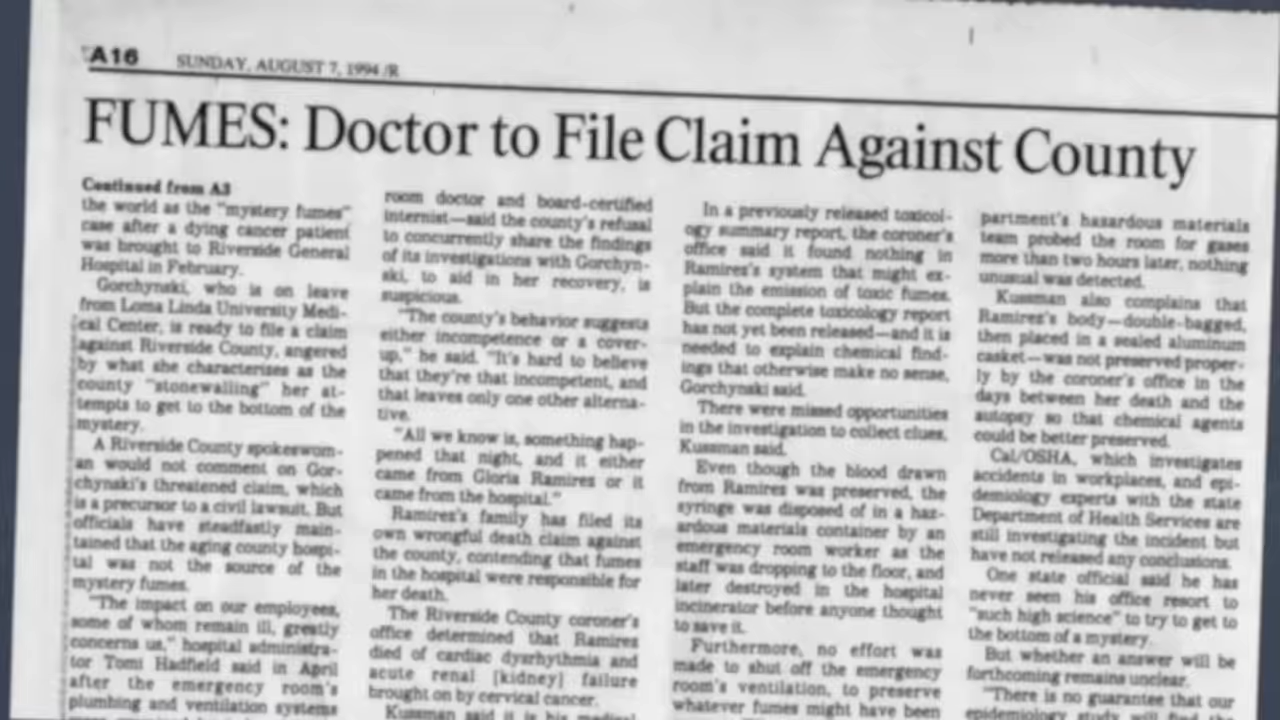 A16 SUNDAY, AUGUST 7, 1994 /R
FUMES: Doctor to File Claim Against County
Continued from A3
the world as the "mystery fumes"
case after a dying cancer patient
was brought to Riverside General
Hospital in February.
Gorchynski, who is on leave
from Loma Linda University Medi-
cal Center, is ready to file a claim
against Riverside County, angered
by what she characterizes as the
county "stonewalling" her at-
tempts to get to the bottom of the
mystery.
A Riverside County spokeswom-
an would not comment on Gor-
chynski's threatened claim, which
is a precursor to a civil lawsuit. But
officials have steadfastly main-
tained that the aging county hospi-
tal was not the source of the
mystery fumes.
"The impact on our employees,
some of whom remain ill, greatly
concerns us," hospital administra-
tor Tomi Hadfield said in April
after the emergency room's
plumbing and ventilation systems
room doctor and board-certified
internist—said the county's refusal
to concurrently share the findings
of its investigations with Gorchyn-
ski, to aid in her recovery, is
suspicious.
"The county's behavior suggests
either incompetence or a cover-
up," he said. "It's hard to believe
that they're that incompetent, and
that leaves only one other alterna-
tive.
"All we know is, something hap-
pened that night, and it either
came from Gloria Ramirez or it
came from the hospital."
Ramirez's family has filed its
own wrongful death claim against
the county, contending that fumes
in the hospital were responsible for
her death.
The Riverside County coroner's
office determined that Ramirez
died of cardiac dysrhythmia and
acute renal [kidney] failure
brought on by cervical cancer.
Kussman said it is his medical
In a previously released toxicol-
ogy summary report, the coroner's
office said it found nothing in
Ramirez's system that might ex-
plain the emission of toxic fumes.
But the complete toxicology report
has not yet been released—and it is
needed to explain chemical find-
ings that otherwise make no sense,
Gorchynski said.
There were missed opportunities
in the investigation to collect clues,
Kussman said.
Even though the blood drawn
from Ramirez was preserved, the
syringe was disposed of in a haz-
ardous materials container by an
emergency room worker as the
staff was dropping to the floor, and
later destroyed in the hospital
incinerator before anyone thought
to save it.
Furthermore, no effort was
made to shut off the emergency
room's ventilation, to preserve
whatever fumes might have been
partment's hazardous materials
team probed the room for gases
more than two hours later, nothing
unusual was detected.
Kussman also complains that
Ramirez's body—double-bagged,
then placed in a sealed aluminum
casket—was not preserved proper-
ly by the coroner's office in the
days between her death and the
autopsy so that chemical agents
could be better preserved.
Cal/OSHA, which investigates
accidents in workplaces, and epi-
demiology experts with the state
Department of Health Services are
still investigating the incident but
have not released any conclusions.
One state official said he has
never seen his office resort to
"such high science" to try to get to
the bottom of a mystery.
But whether an answer will be
forthcoming remains unclear.
"There is no guarantee that our
epidemiology study will